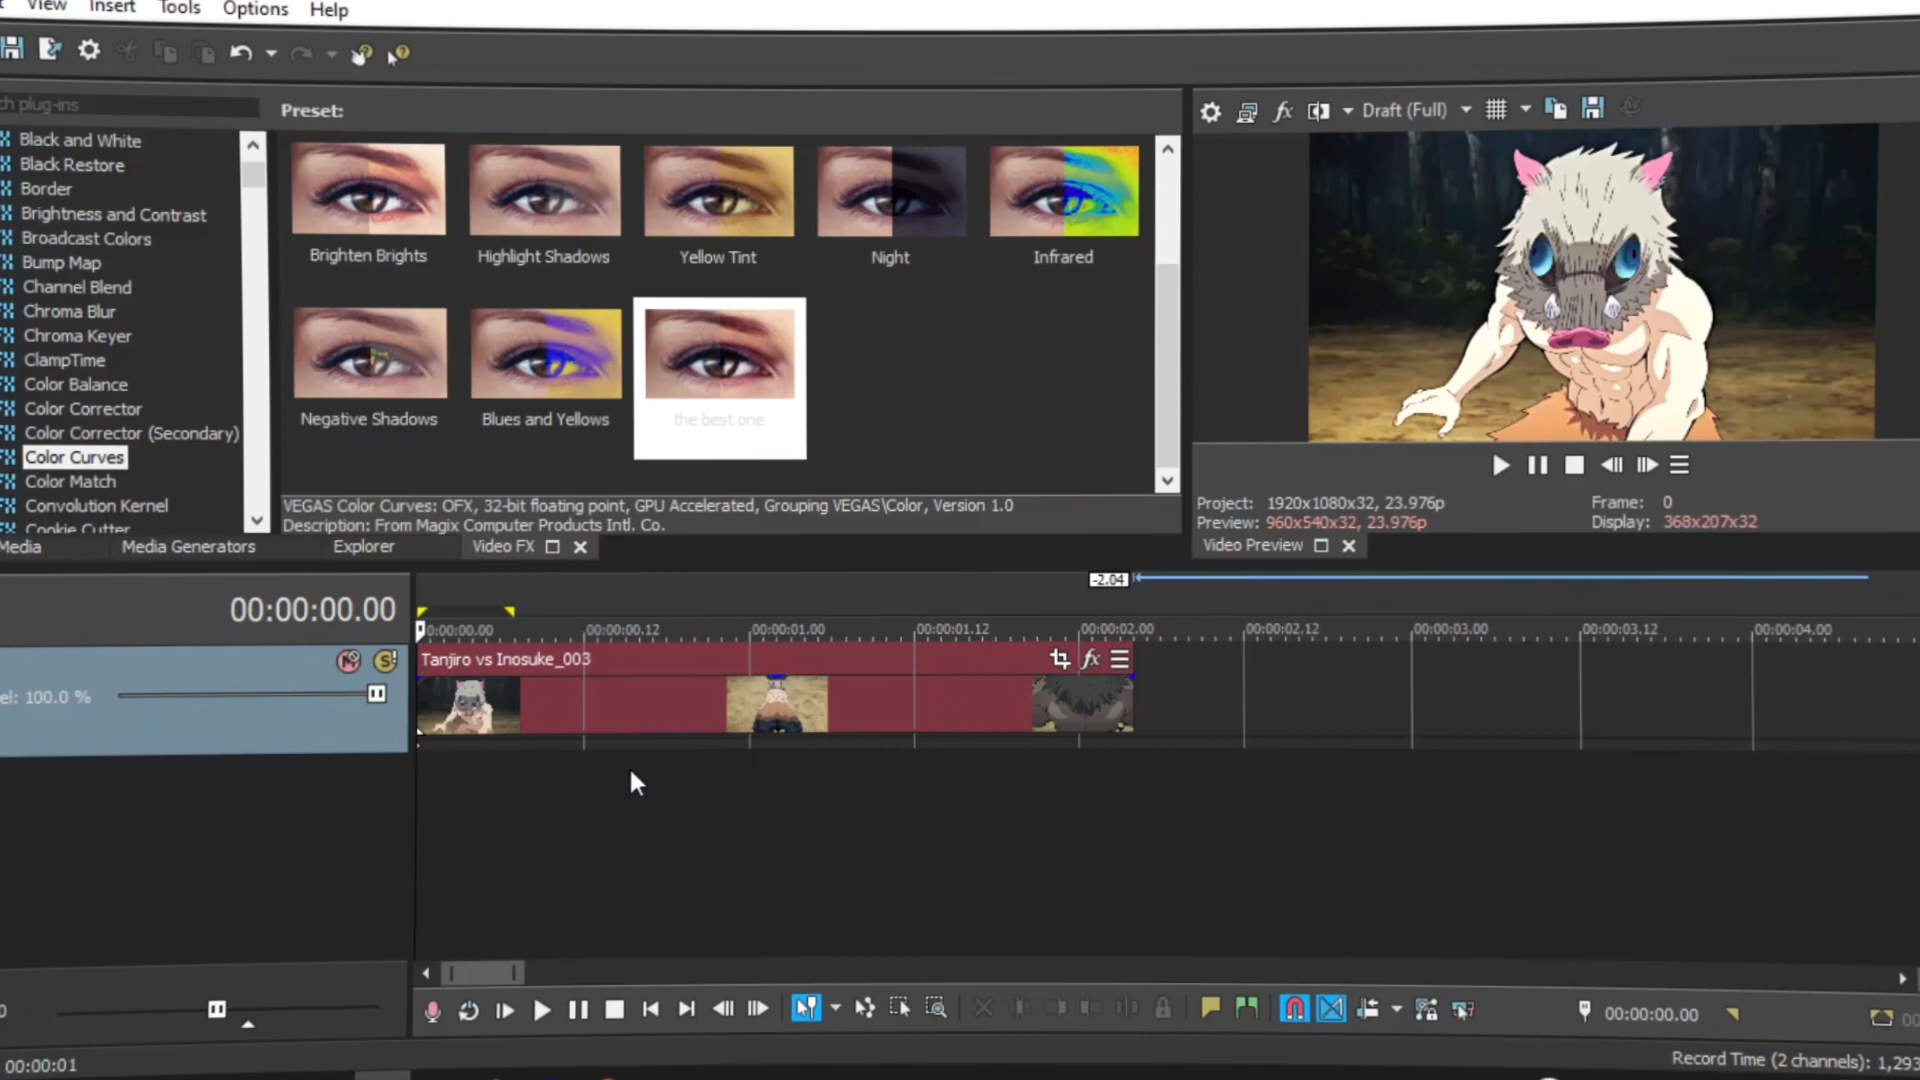 View Insert Tools Options Help
ch plug-ins
Preset:
Draft (Full)
Black and White
Black Restore
Border
Brightness and Contrast
Broadcast Colors
Bump Map
Channel Blend
Chroma Blur
Chroma Keyer
ClampTime
Color Balance
Color Corrector
Color Corrector (Secondary)
Color Curves
Color Match
Convolution Kernel
Cookie Cutter
Brighten Brights
Highlight Shadows
Yellow Tint
Night
Infrared
Negative Shadows
Blues and Yellows
the best one
VEGAS Color Curves: OFX, 32-bit floating point, GPU Accelerated, Grouping VEGAS\Color, Version 1.0
Description: From Magix Computer Products Intl. Co.
Project: 1920x1080x32, 23.976p
Frame: 0
Preview: 960x540x32, 23.976p
Display: 368x207x32
Media
Media Generators
Explorer
Video FX
Video Preview
-2.04
00:00:00.00
0:00:00.00 00:00:00.12 00:00:01.00 00:00:01.12 00:00:02.00 00:00:02.12 00:00:03.00 00:00:03.12 00:00:04.00
Tanjiro vs Inosuke_003
fx
el: 100.0 %
00:00:00.00
00:00:01
Record Time (2 channels): 1,293